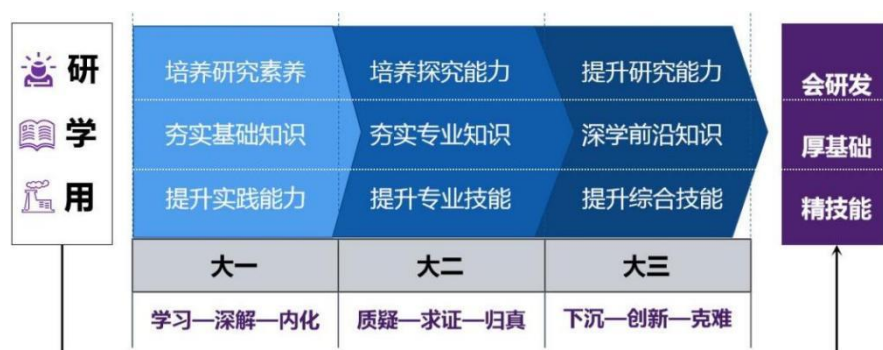 研
学
用
培养研究素养
培养探究能力
提升研究能力
夯实基础知识
夯实专业知识
深学前沿知识
提升实践能力
提升专业技能
提升综合技能
大一
大二
大三
学习—深解—内化
质疑—求证—归真
下沉—创新—克难
会研发
厚基础
精技能